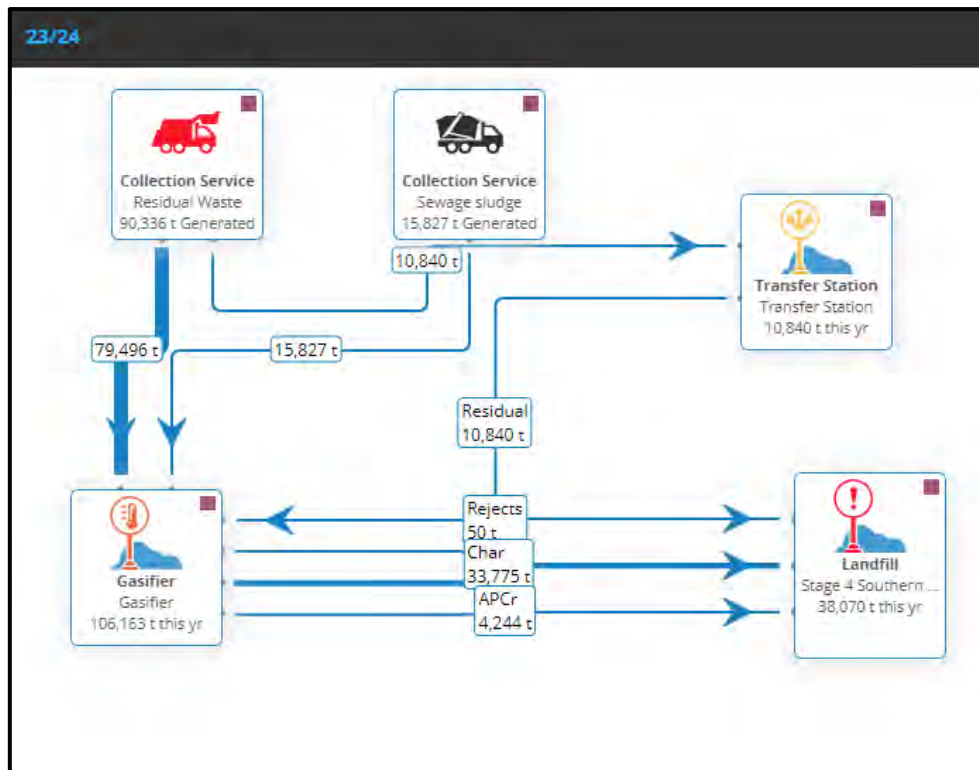 23/24
Collection Service
Residual Waste
90,336 t Generated
Collection Service
Sewage sludge
15,827 t Generated
10,840 t
Transfer Station
Transfer Station
10,840 t this yr
79,496 t
15,827 t
Residual
10,840 t
Rejects
50 t
Char
33,775 t
APCr
4,244 t
Gasifier
Gasifier
106,163 t this yr
Landfill
Stage 4 Southern ...
38,070 t this yr